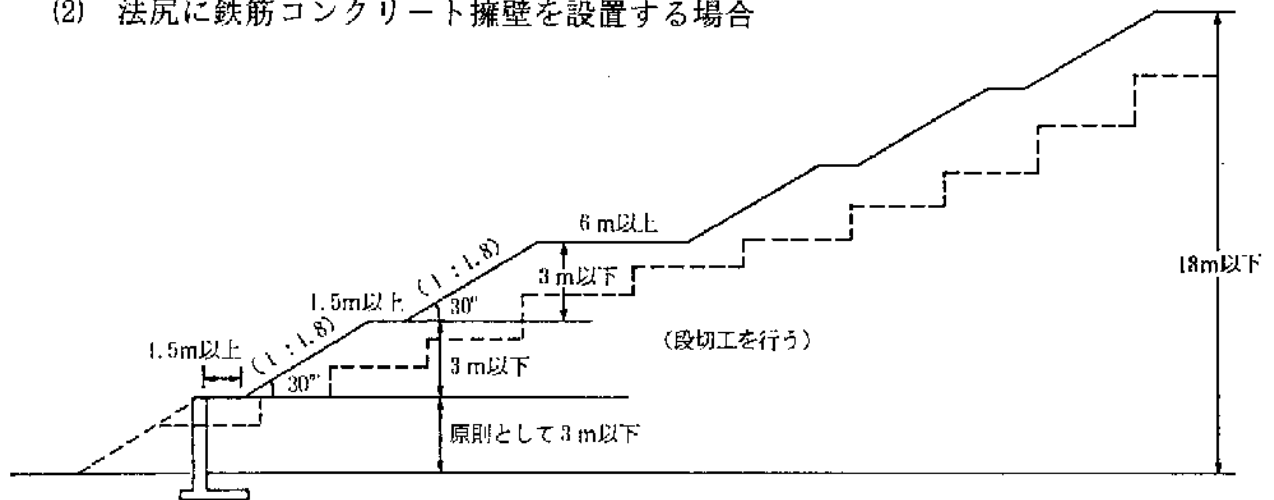 (2) 法尻に鉄筋コンクリート擁壁を設置する場合
6m以上
(1:1.8)
3m以下
18m以下
1.5m以上
30°
(1:1.8)
(段切工を行う)
1.5m以上
3m以下
30°
原則として3m以下